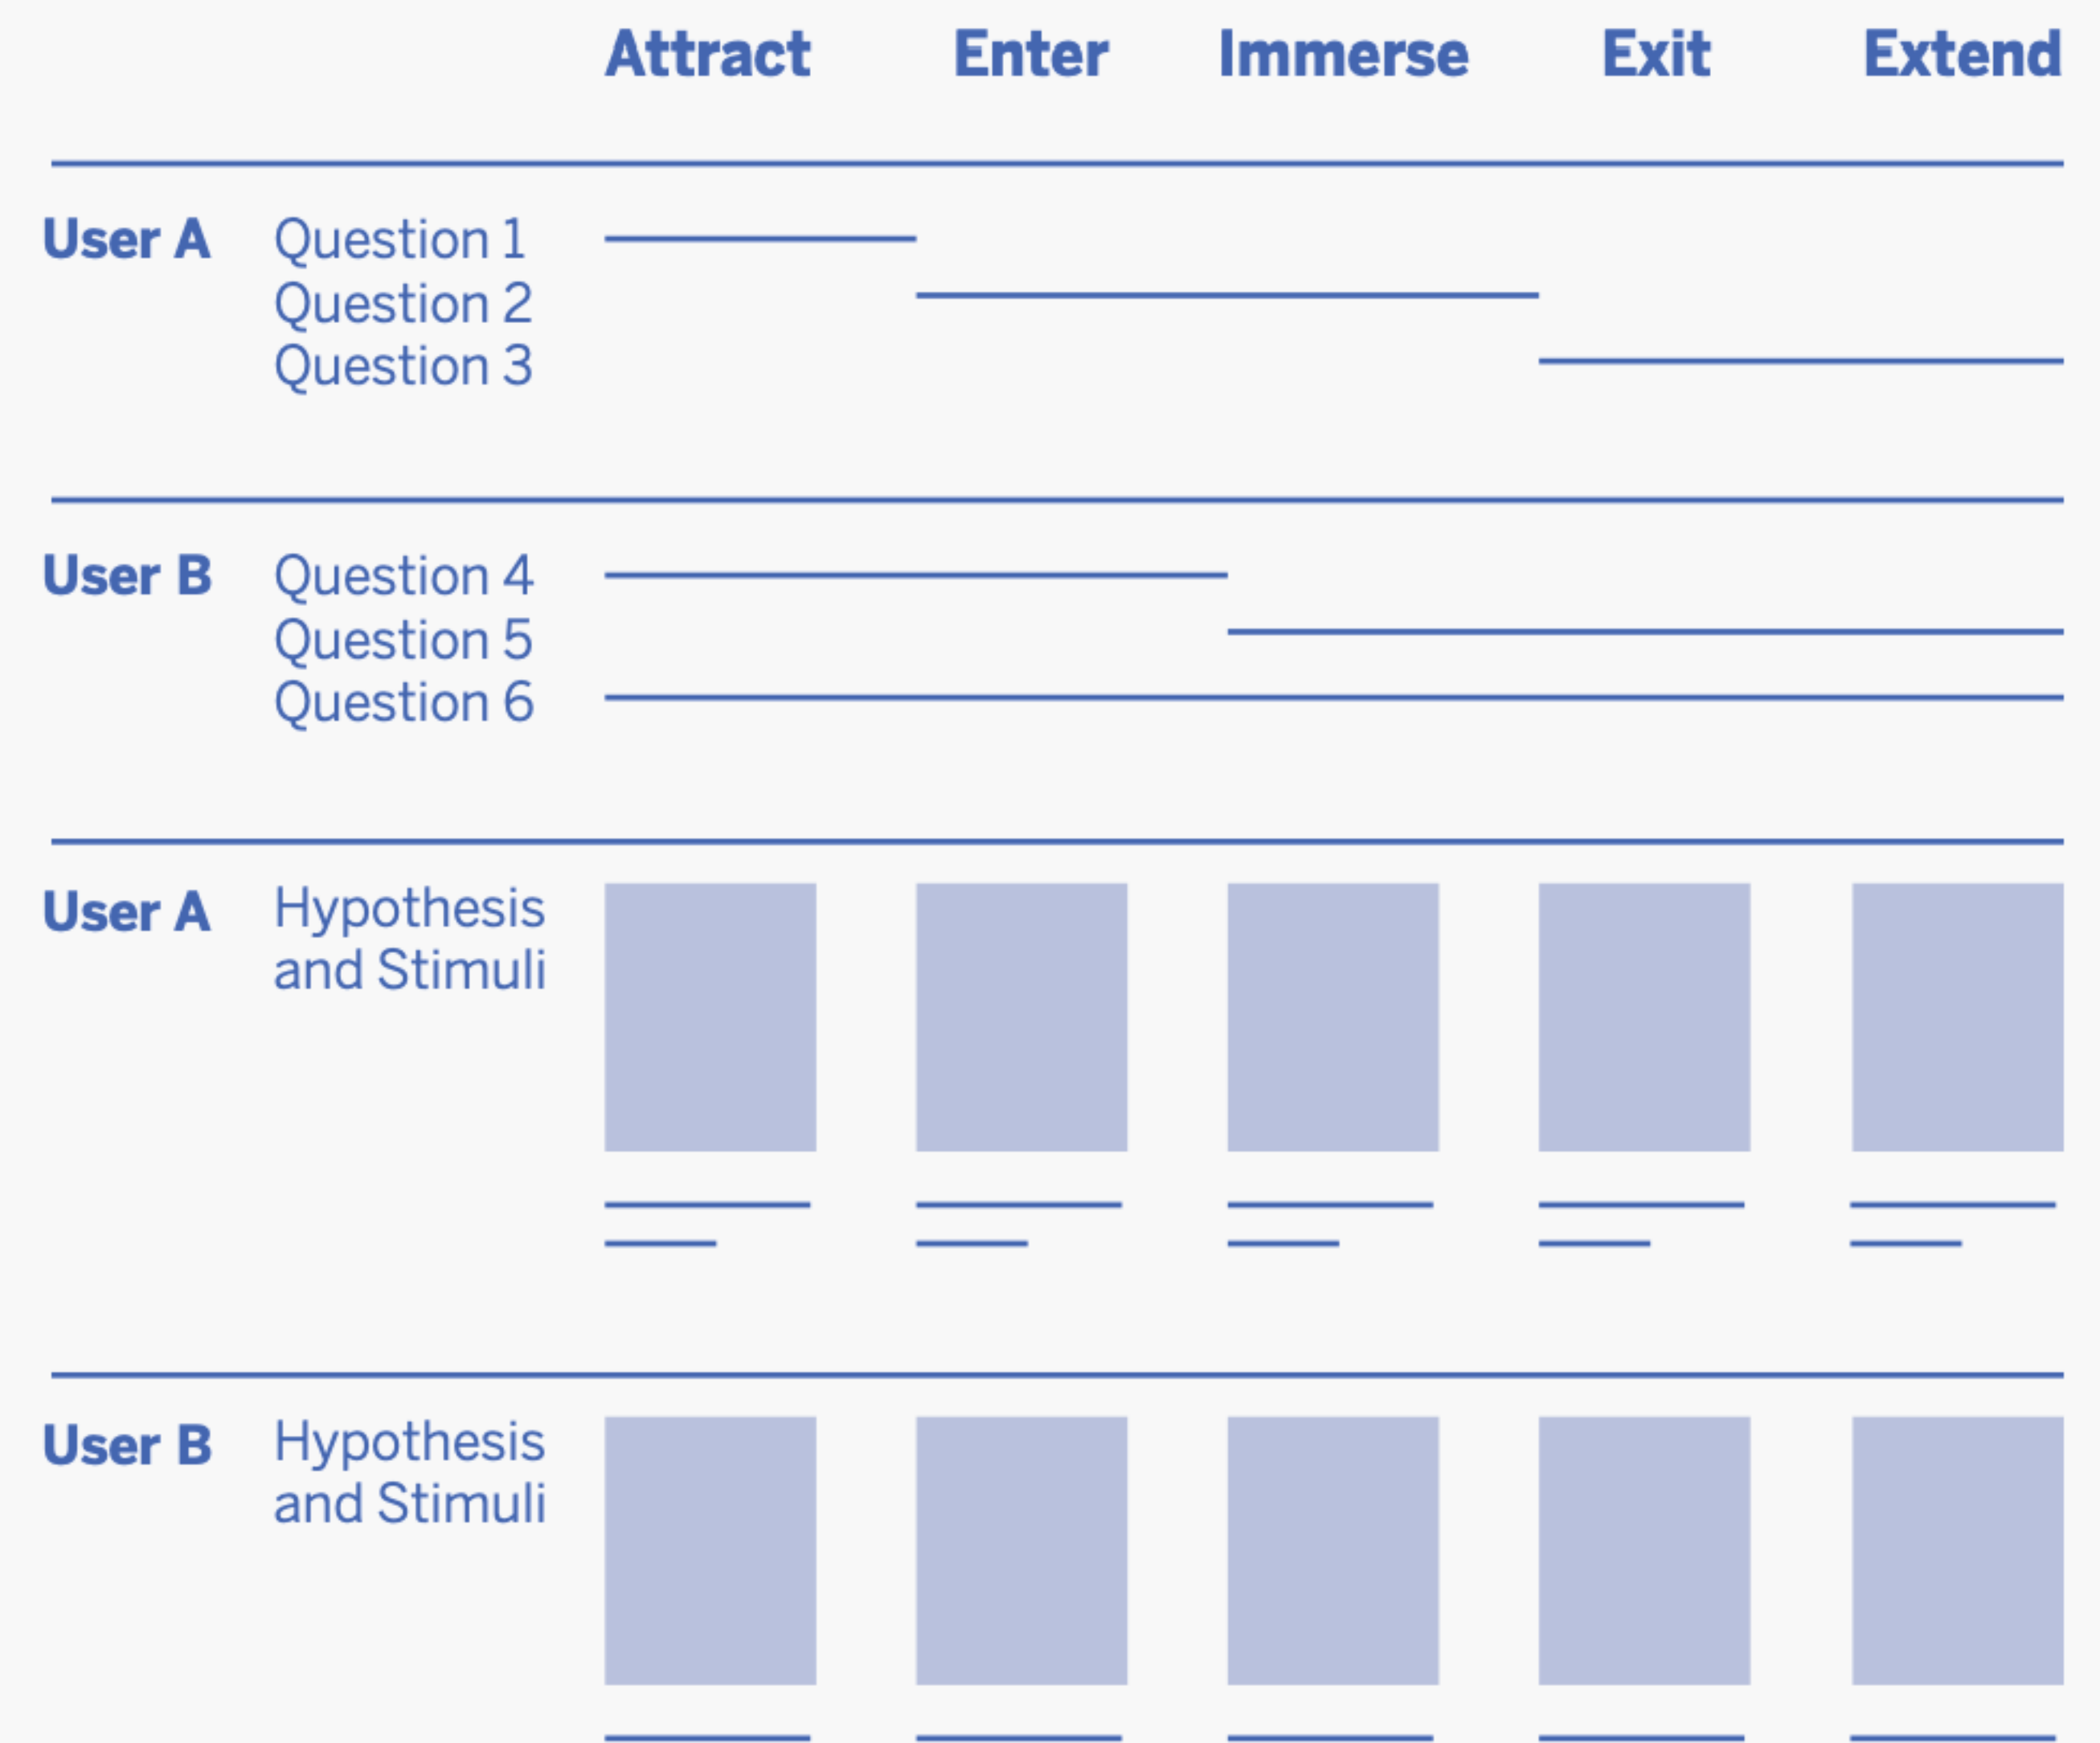 Attract Enter Immerse Exit Extend
User A Question 1
Question 2
Question 3
User B Question 4
Question 5
Question 6
User A Hypothesis
and Stimuli
User B Hypothesis
and Stimuli